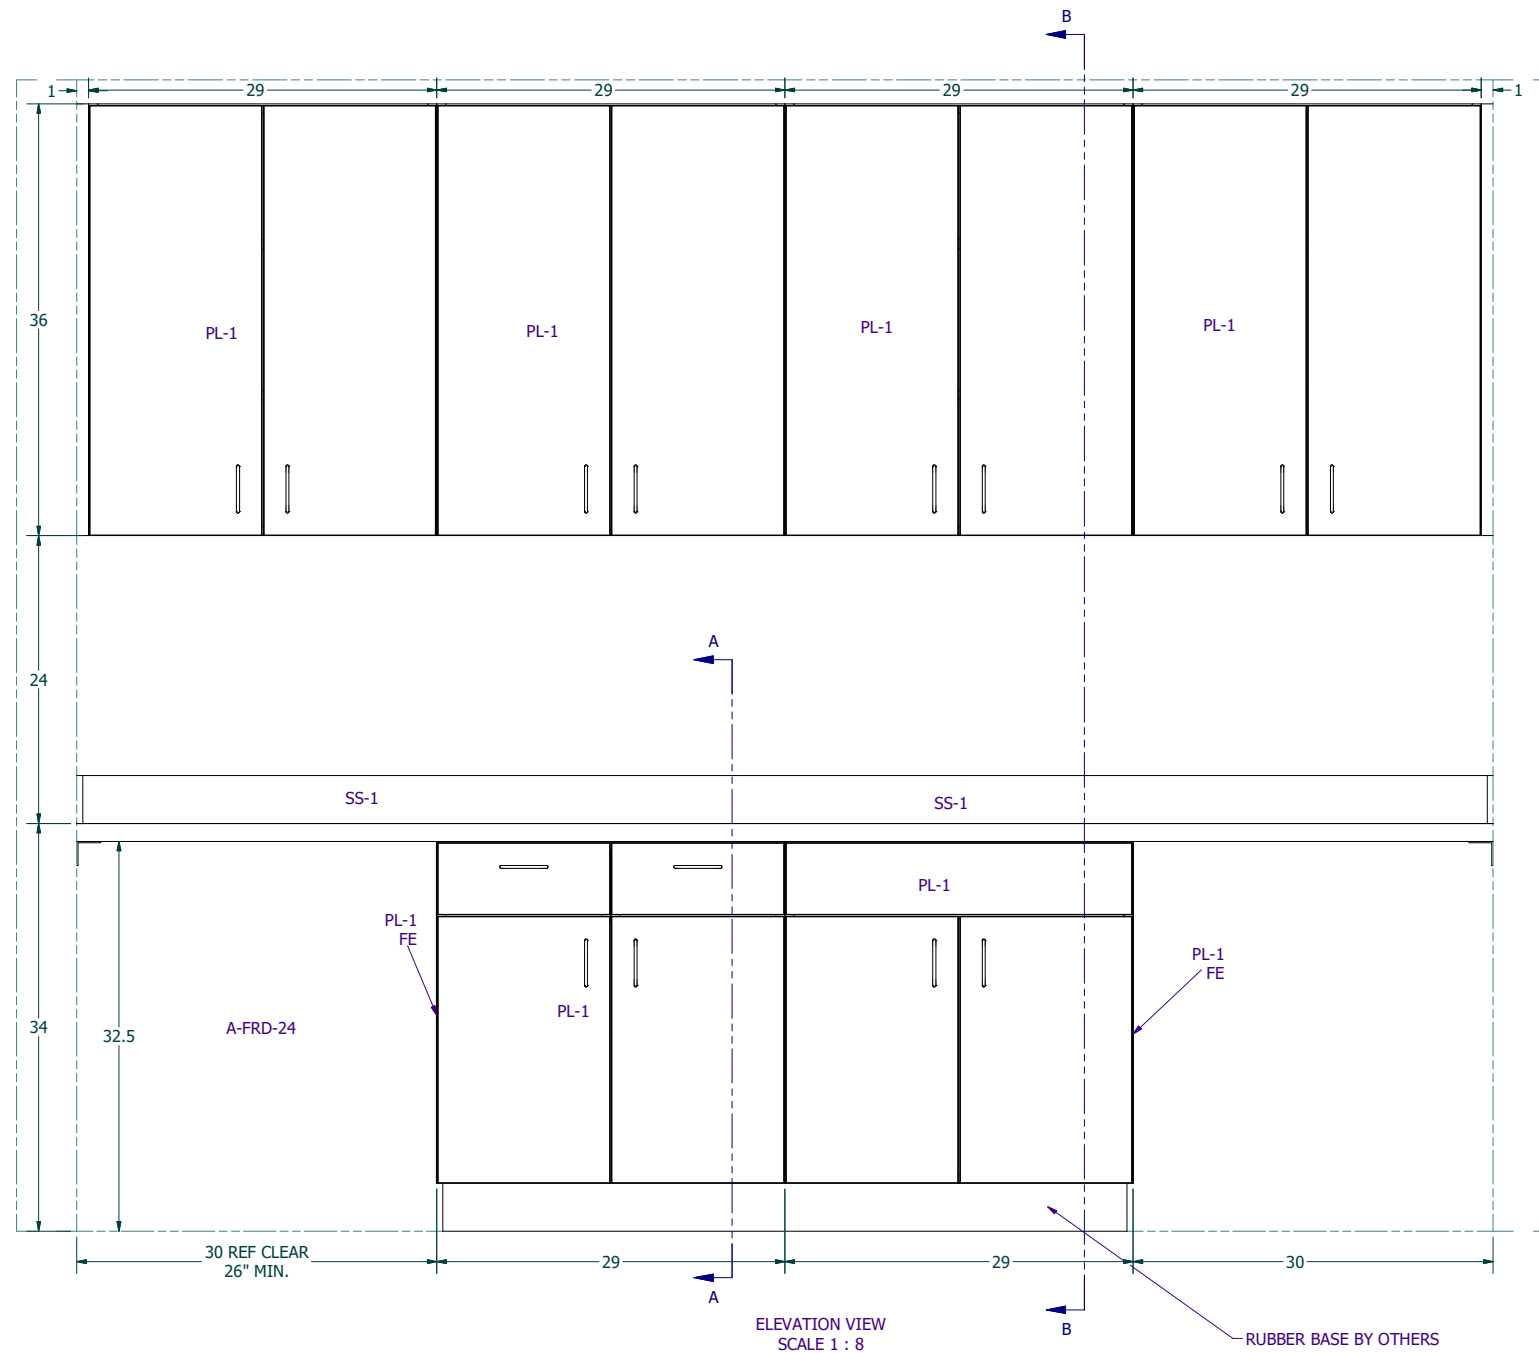 B
1
29
29
29
29
1
36
PL-1
PL-1
PL-1
PL-1
A
24
SS-1
SS-1
PL-1
PL-1
FE
PL-1
FE
PL-1
34
32.5
A-FRD-24
30 REF CLEAR
26" MIN.
29
29
30
A
B
ELEVATION VIEW
SCALE 1 : 8
RUBBER BASE BY OTHERS